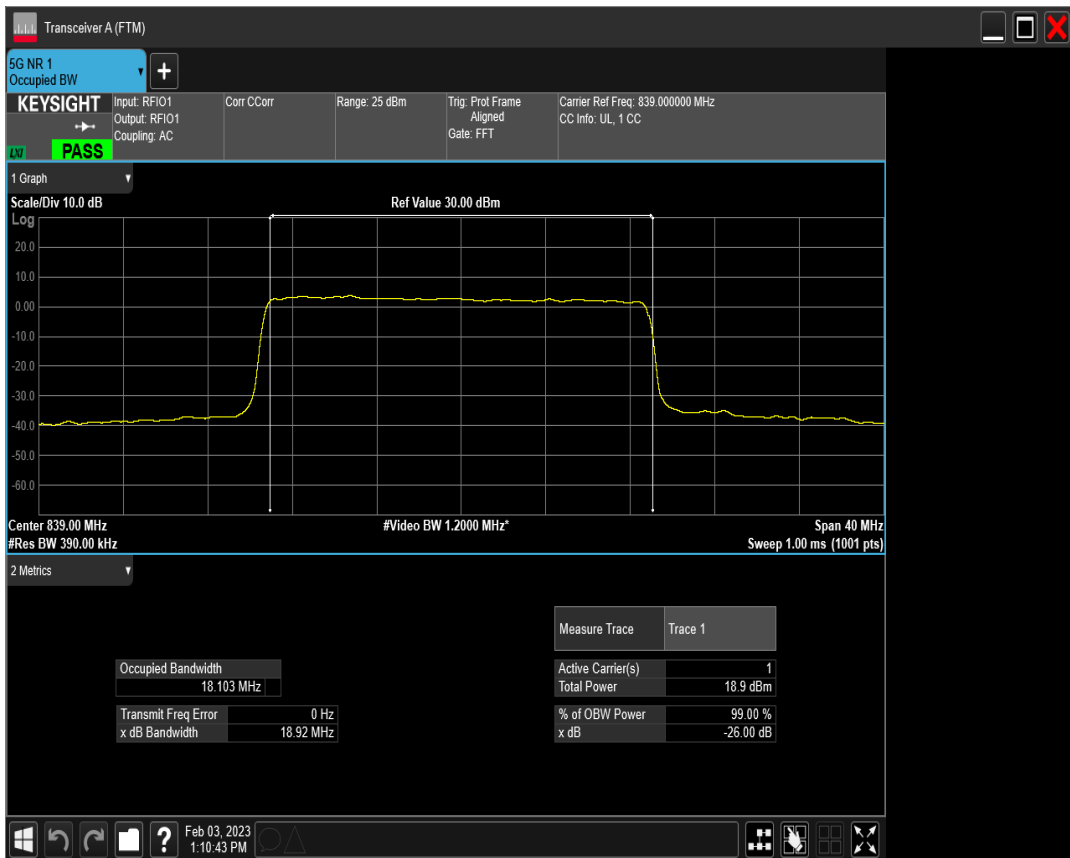 Transceiver A (FTM)
5G NR 1
Occupied BW
KEYSIGHT
LXI
PASS
Input: RFIO1
Output: RFIO1
Coupling: AC
Corr CCorr
Range: 25 dBm
Trig: Prot Frame
Aligned
Gate: FFT
Carrier Ref Freq: 839.000000 MHz
CC Info: UL, 1 CC
1 Graph
Scale/Div 10.0 dB
Ref Value 30.00 dBm
Log
20.0
10.0
0.00
-10.0
-20.0
-30.0
-40.0
-50.0
-60.0
Center 839.00 MHz
#Video BW 1.2000 MHz*
Span 40 MHz
#Res BW 390.00 kHz
Sweep 1.00 ms (1001 pts)
2 Metrics
Measure Trace Trace 1
Occupied Bandwidth
18.103 MHz
Active Carrier(s) 1
Total Power 18.9 dBm
Transmit Freq Error 0 Hz
x dB Bandwidth 18.92 MHz
% of OBW Power 99.00 %
x dB -26.00 dB
?
Feb 03, 2023
1:10:43 PM